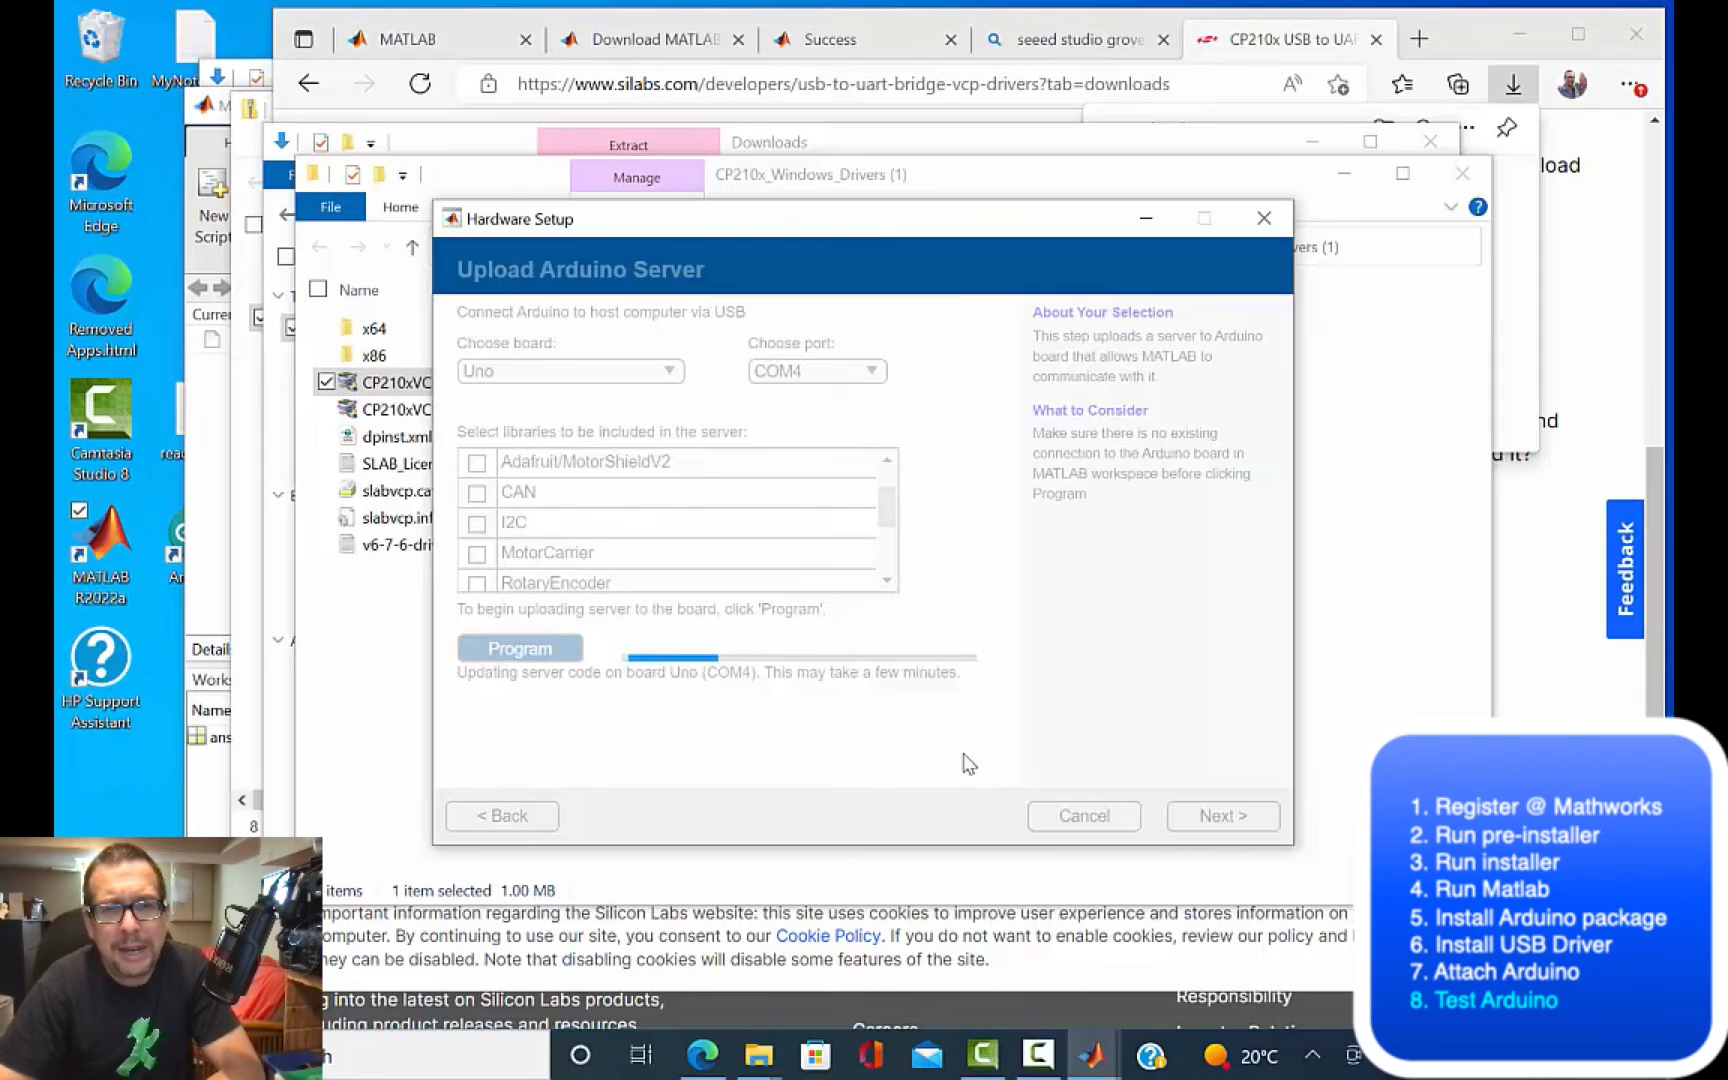 Recycle Bin
MyNot
Microsoft
Edge
Removed
Apps.html
Camtasia
Studio 8
rea
MATLAB
R2022a
HP Support
Assistant
MATLAB
Download MATLAB
Success
seeed studio grove
CP210x USB to UAR
https://www.silabs.com/developers/usb-to-uart-bridge-vcp-drivers?tab=downloads
Extract
Downloads
Manage
CP210x_Windows_Drivers (1)
File
Home
vers (1)
New
Script
Name
x64
x86
CP210xVC
CP210xVC
dpinst.xml
SLAB_Licen
slabvcp.ca
slabvcp.inf
v6-7-6-dri
Curren
Details
Works
Name
ans
8
Hardware Setup
Upload Arduino Server
Connect Arduino to host computer via USB
Choose board:
Choose port:
Uno
COM4
Select libraries to be included in the server:
Adafruit/MotorShieldV2
CAN
I2C
MotorCarrier
RotaryEncoder
To begin uploading server to the board, click 'Program'.
Program
Updating server code on board Uno (COM4). This may take a few minutes.
About Your Selection
This step uploads a server to Arduino
board that allows MATLAB to
communicate with it.
What to Consider
Make sure there is no existing
connection to the Arduino board in
MATLAB workspace before clicking
Program
< Back
Cancel
Next >
load
nd
d it?
Feedback
items
1 item selected 1.00 MB
mportant information regarding the Silicon Labs website: this site uses cookies to improve user experience and stores information on
omputer. By continuing to use our site, you consent to our Cookie Policy. If you do not want to enable cookies, review our policy and
hey can be disabled. Note that disabling cookies will disable some features of the site.
g into the latest on Silicon Labs products,
luding product releases and resources
Careers
Responsibility
h
20°C
1. Register @ Mathworks
2. Run pre-installer
3. Run installer
4. Run Matlab
5. Install Arduino package
6. Install USB Driver
7. Attach Arduino
8. Test Arduino